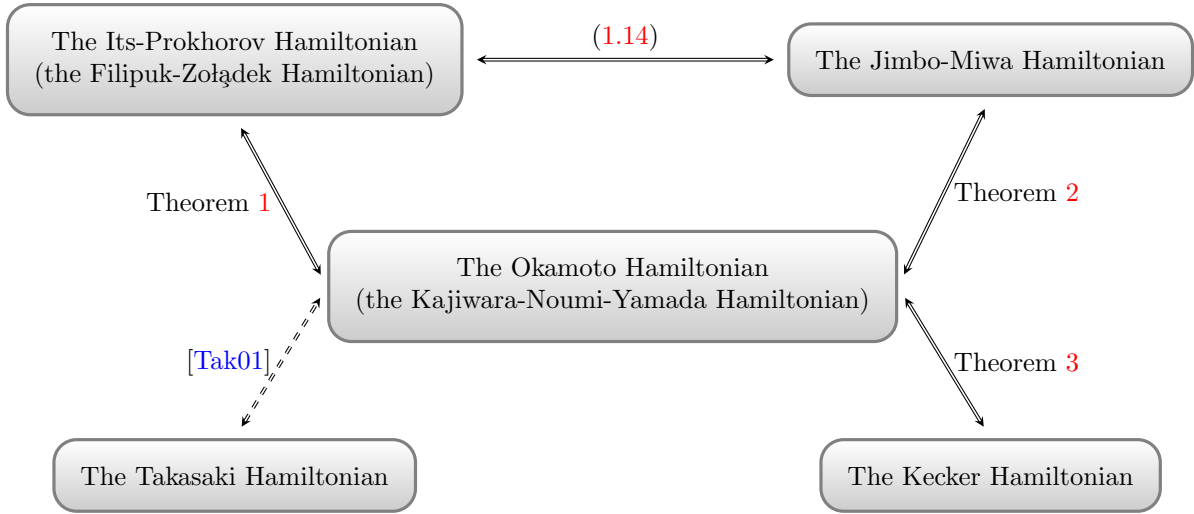 The Its-Prokhorov Hamiltonian
(the Filipuk-Zołądek Hamiltonian)
(1.14)
The Jimbo-Miwa Hamiltonian
Theorem 1
Theorem 2
The Okamoto Hamiltonian
(the Kajiwara-Noumi-Yamada Hamiltonian)
[Tak01]
Theorem 3
The Takasaki Hamiltonian
The Kecker Hamiltonian